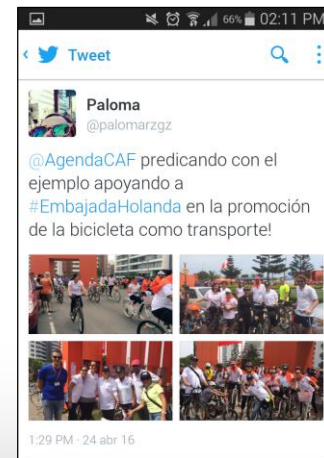 66% 02:11 PM
Tweet
Paloma
@palomarzgz
@AgendaCAF predicando con el
ejemplo apoyando a
#EmbajadaHolanda en la promoción
de la bicicleta como transporte!
1:29 PM · 24 abr 16